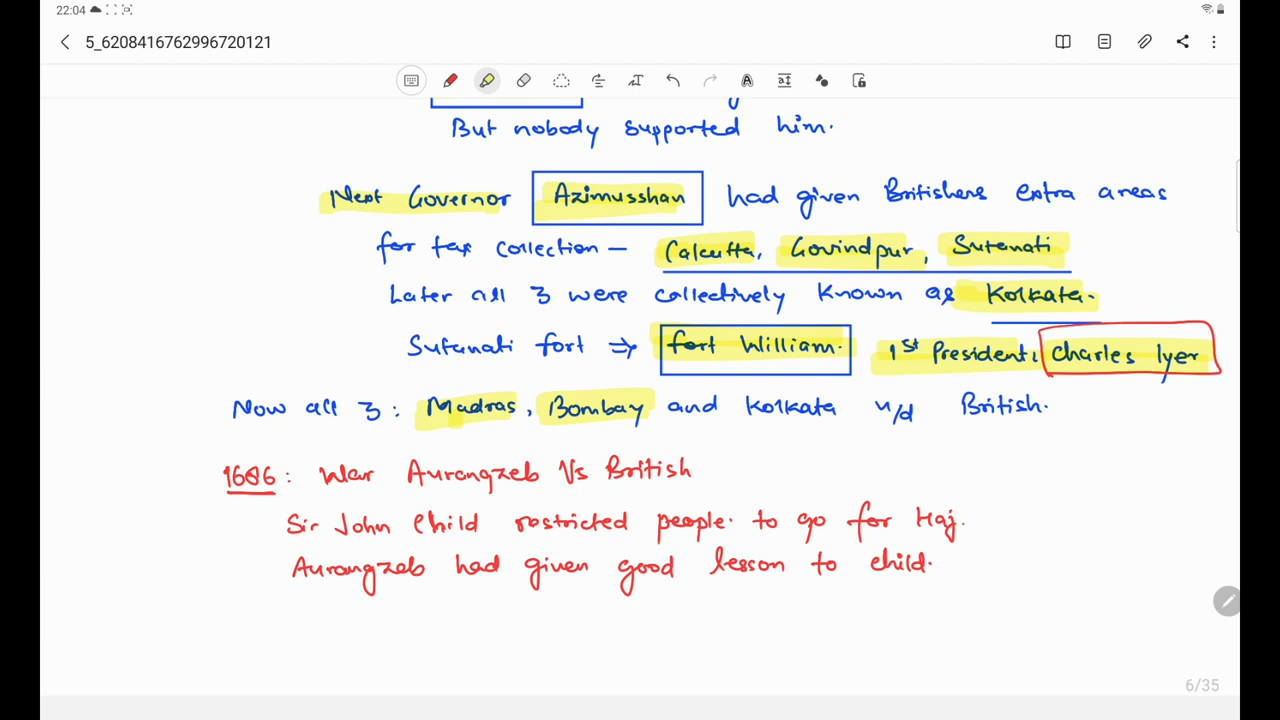 22:04
5_6208416762996720121
But nobody supported him.
Next Governor Azimusshan had given Britishers extra areas
for tax collection — Calcutta, Govindpur, Sutanati
Later all 3 were collectively known as Kolkata.
Sutanati fort ⇒ fort William. 1st President: Charles Iyer
Now all 3: Madras, Bombay and Kolkata u/d British.
1686: War Aurangzeb Vs British
Sir John Child restricted people to go for Haj.
Aurangzeb had given good lesson to child.
6/35